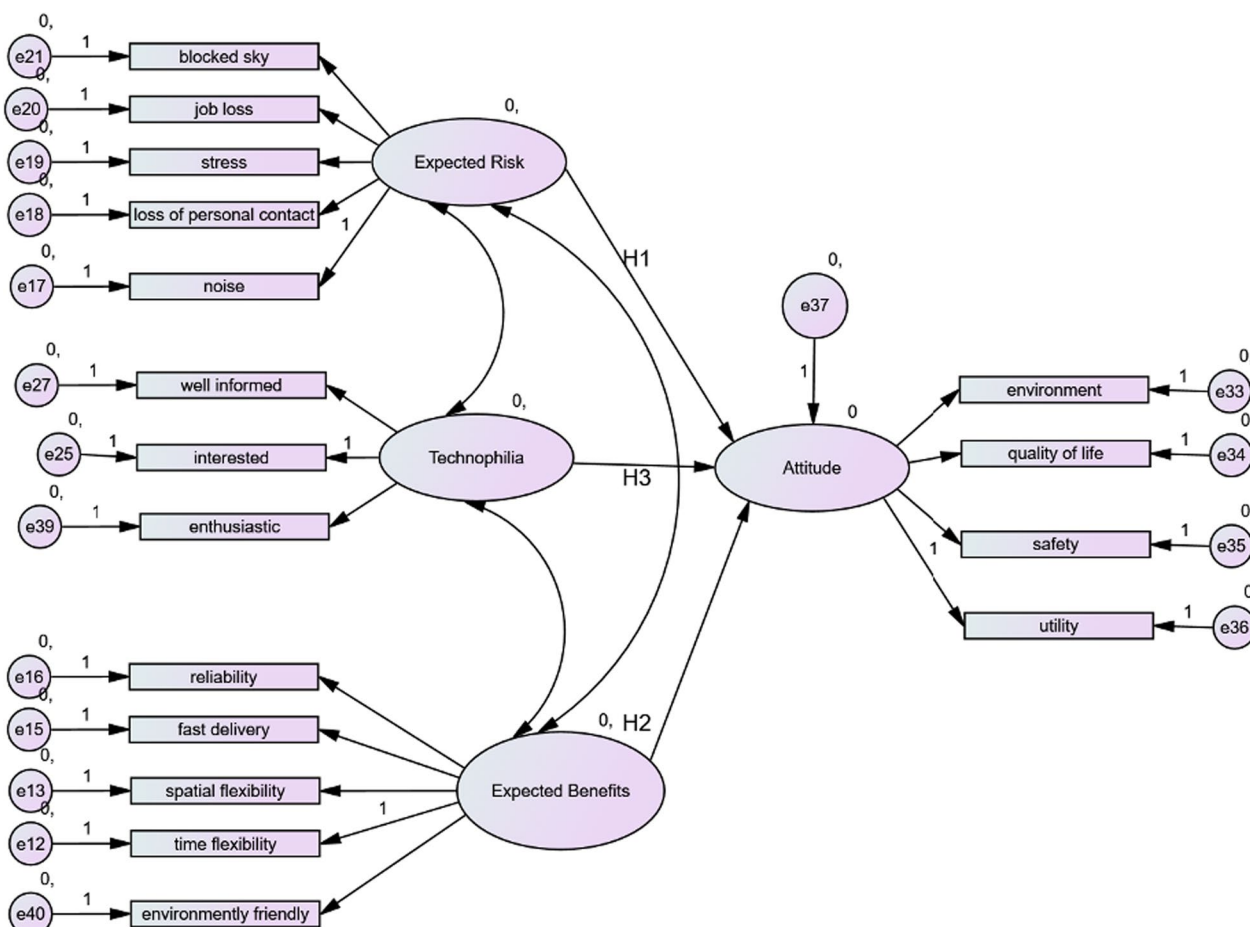 0,
e21
1
blocked sky
0,
e20
1
job loss
0,
e19
1
stress
0,
e18
1
loss of personal contact
0,
e17
1
noise
1
0,
Expected Risk
H1
0,
e27
1
well informed
0,
e25
1
interested
1
0,
e39
1
enthusiastic
0,
Technophilia
H3
0,
e16
1
reliability
0,
e15
1
fast delivery
0,
e13
1
spatial flexibility
0,
e12
1
time flexibility
1
0,
e40
1
environmently friendly
0,
Expected Benefits
H2
0,
e37
1
0
Attitude
environment
1
0
e33
quality of life
1
0
e34
safety
1
0
e35
1
utility
1
0
e36